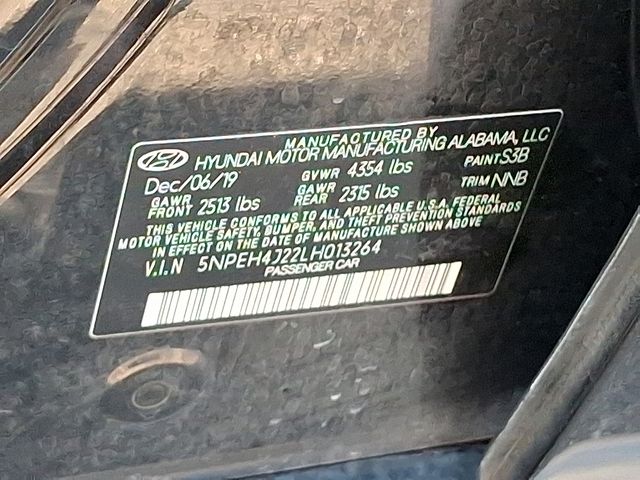 MANUFACTURED BY
HYUNDAI MOTOR MANUFACTURING ALABAMA, LLC
Dec/06/19 GVWR 4354 lbs PAINT S3B
GAWR FRONT 2513 lbs GAWR REAR 2315 lbs TRIM NNB
THIS VEHICLE CONFORMS TO ALL APPLICABLE U.S.A. FEDERAL
MOTOR VEHICLE SAFETY, BUMPER, AND THEFT PREVENTION STANDARDS
IN EFFECT ON THE DATE OF MANUFACTURE SHOWN ABOVE
V.I.N 5NPEH4J22LH013264
PASSENGER CAR